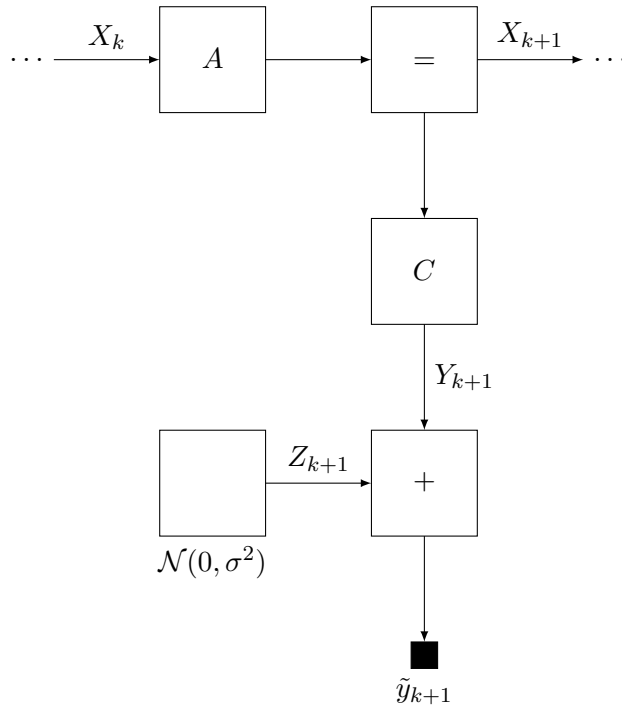 X_k
X_{k+1}
⋯ A = ⋯
C
Y_{k+1}
Z_{k+1}
+
𝒩(0, σ²)
ỹ_{k+1}